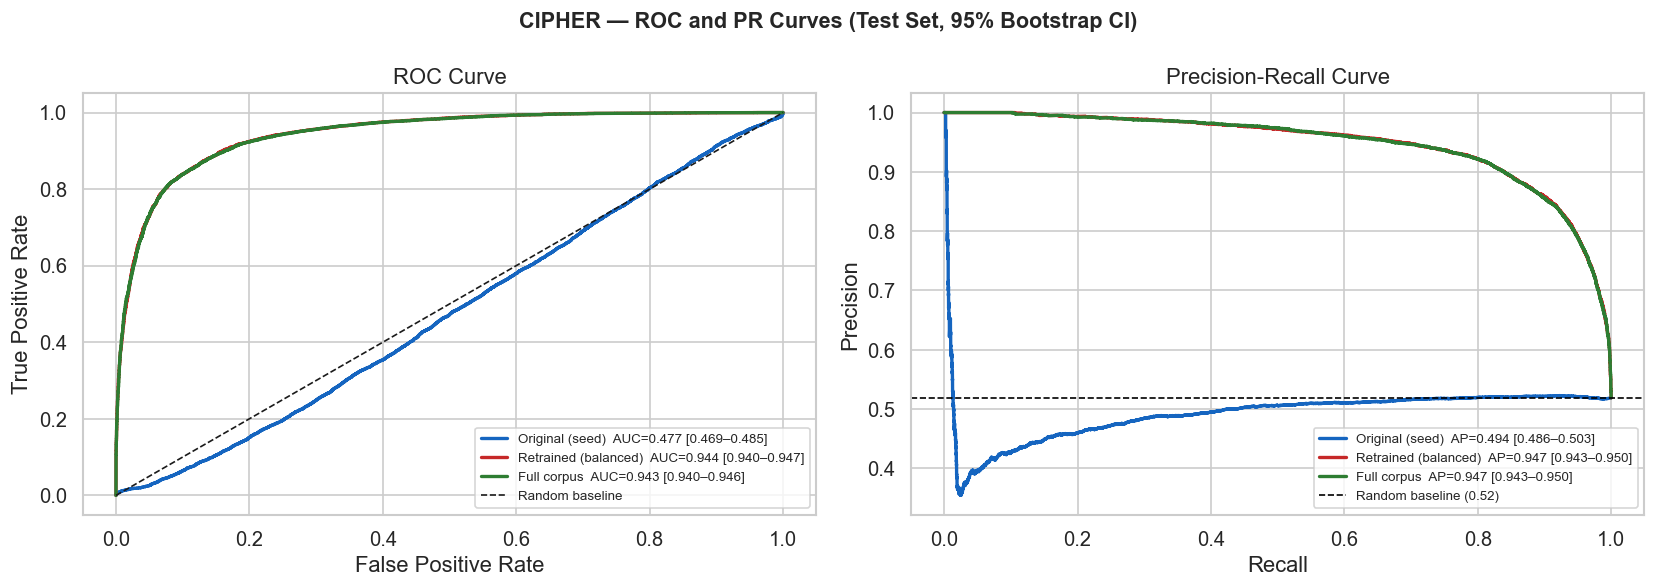 CIPHER — ROC and PR Curves (Test Set, 95% Bootstrap CI)
ROC Curve
True Positive Rate
1.0
0.8
0.6
0.4
0.2
0.0
0.0 0.2 0.4 0.6 0.8 1.0
False Positive Rate
Original (seed) AUC=0.477 [0.469–0.485]
Retrained (balanced) AUC=0.944 [0.940–0.947]
Full corpus AUC=0.943 [0.940–0.946]
Random baseline
Precision-Recall Curve
Precision
1.0
0.9
0.8
0.7
0.6
0.5
0.4
0.0 0.2 0.4 0.6 0.8 1.0
Recall
Original (seed) AP=0.494 [0.486–0.503]
Retrained (balanced) AP=0.947 [0.943–0.950]
Full corpus AP=0.947 [0.943–0.950]
Random baseline (0.52)